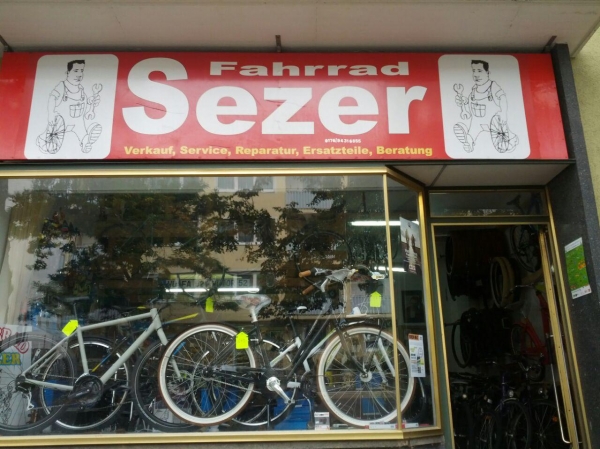 Fahrrad
Sezer
Verkauf, Service, Reparatur, Ersatzteile, Beratung